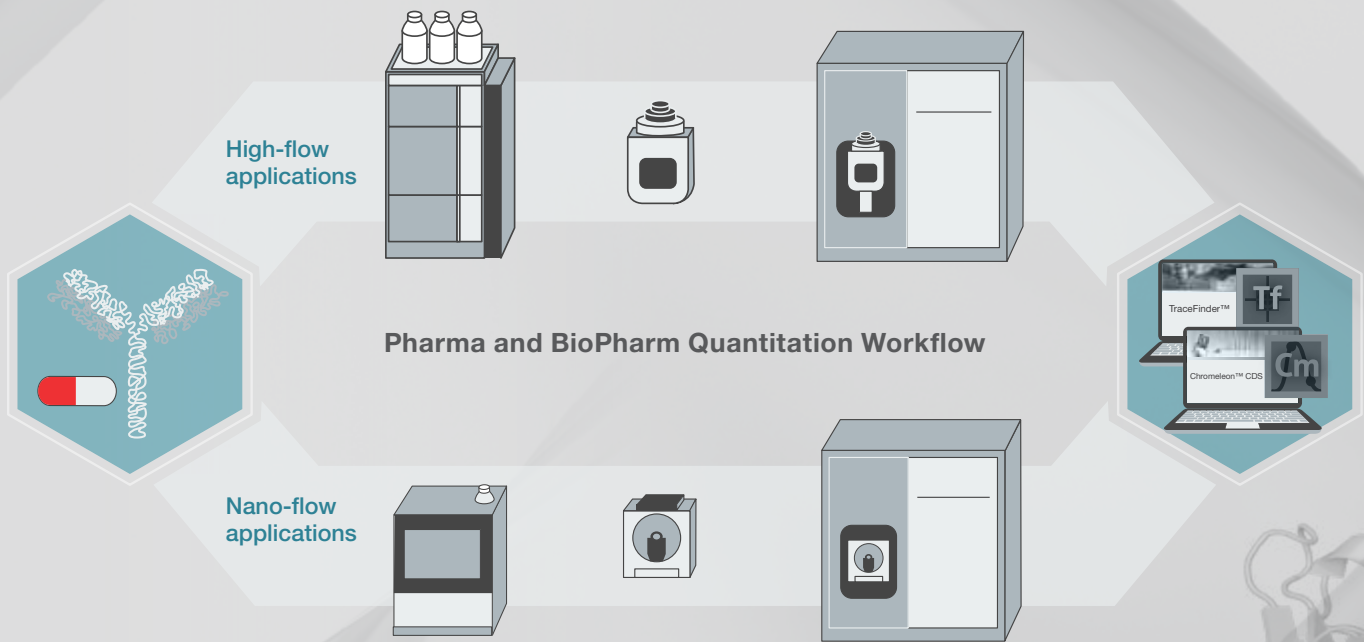 High-flow
applications
Pharma and BioPharm Quantitation Workflow
TraceFinder™
Tf
Chromeleon™ CDS
Cm
Nano-flow
applications